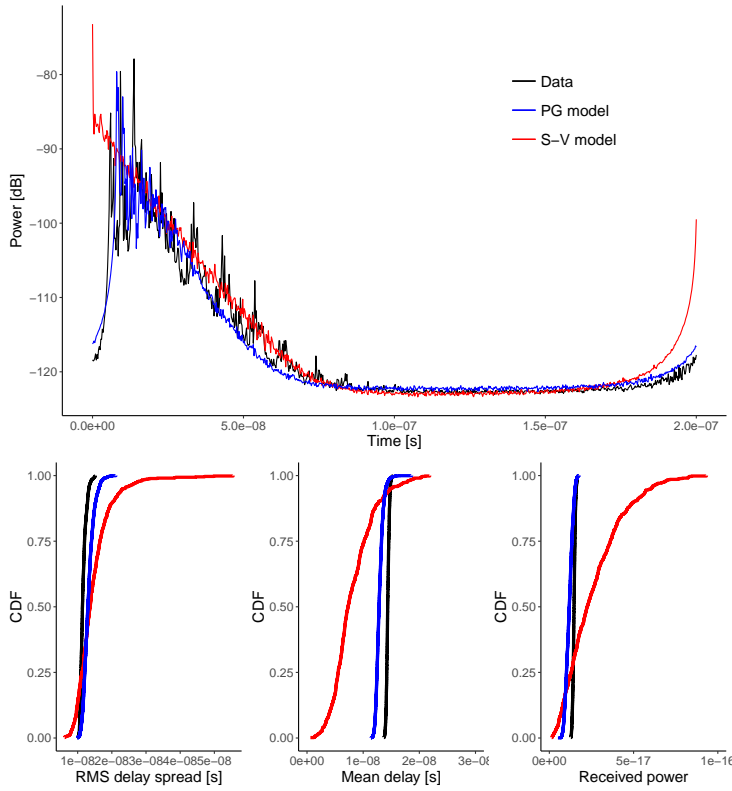 Power [dB]
−80
−90
−100
−110
−120
Data
PG model
S−V model
0.0e+00
5.0e−08
1.0e−07
1.5e−07
2.0e−07
Time [s]
CDF
1.00
0.75
0.50
0.25
0.00
1e−082e−083e−084e−085e−08
RMS delay spread [s]
CDF
1.00
0.75
0.50
0.25
0.00
0e+00
1e−08
2e−08
3e−08
Mean delay [s]
CDF
1.00
0.75
0.50
0.25
0.00
0e+00
5e−17
1e−16
Received power